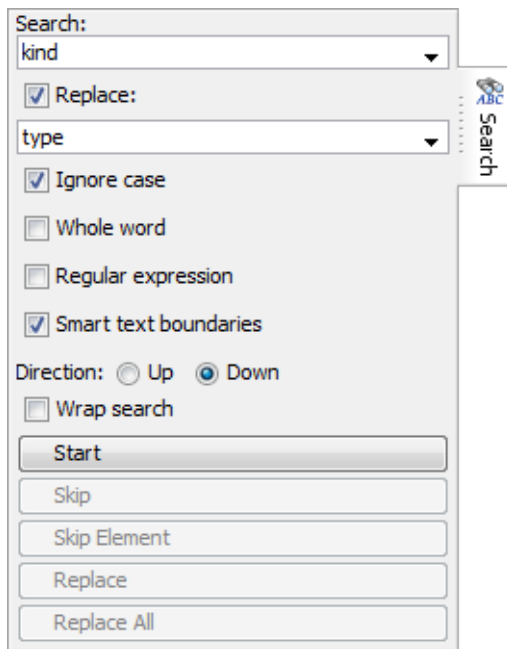 Search:
kind
Replace:
type
Ignore case
Whole word
Regular expression
Smart text boundaries
Direction: Up Down
Wrap search
Start
Skip
Skip Element
Replace
Replace All
ABC
Search